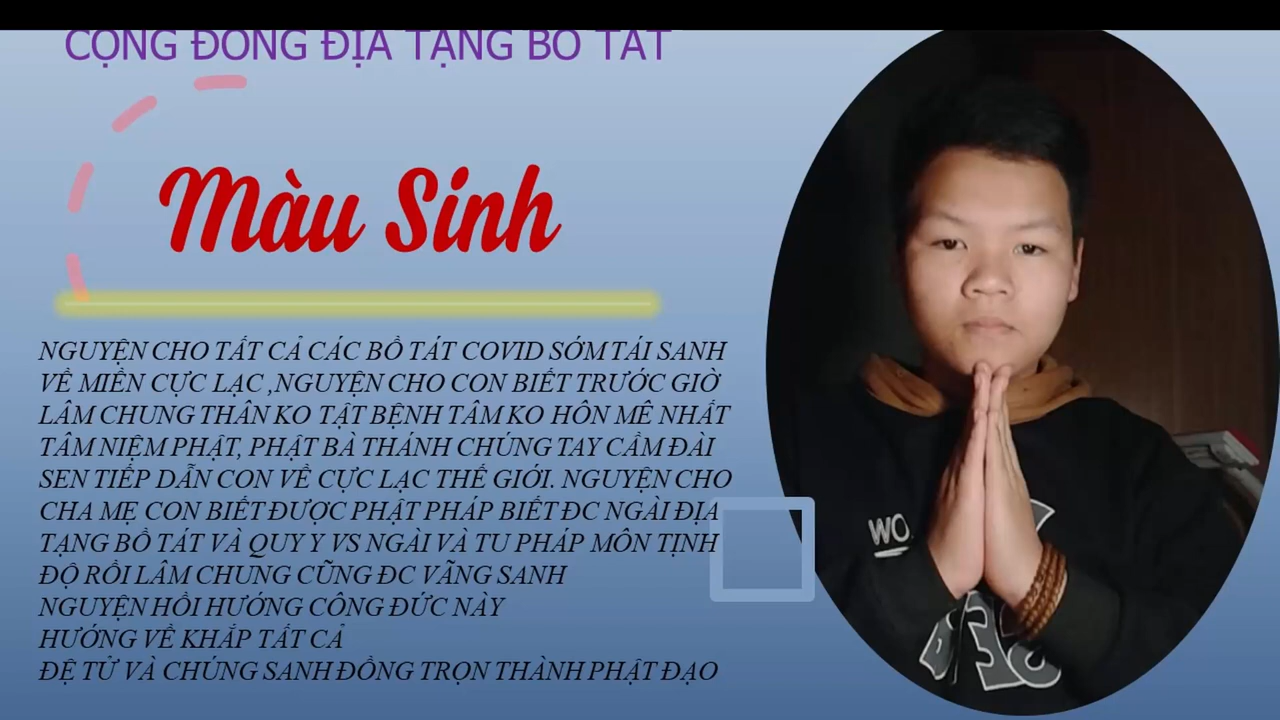 CỘNG ĐỒNG ĐỊA TẠNG BỒ TÁT
Màu Sinh
NGUYỆN CHO TẤT CẢ CÁC BỒ TÁT COVID SỚM TÁI SANH
VỀ MIỀN CỰC LẠC ,NGUYỆN CHO CON BIẾT TRƯỚC GIỜ
LÂM CHUNG THÂN KO TẬT BỆNH TÂM KO HÔN MÊ NHẤT
TÂM NIỆM PHẬT, PHẬT BÀ THÁNH CHÚNG TAY CẦM ĐÀI
SEN TIẾP DẪN CON VỀ CỰC LẠC THẾ GIỚI. NGUYỆN CHO
CHA MẸ CON BIẾT ĐƯỢC PHẬT PHÁP BIẾT ĐC NGÀI ĐỊA
TẠNG BỒ TÁT VÀ QUY Y VS NGÀI VÀ TU PHÁP MÔN TỊNH
ĐỘ RỒI LÂM CHUNG CŨNG ĐC VÃNG SANH
NGUYỆN HỒI HƯỚNG CÔNG ĐỨC NÀY
HƯỚNG VỀ KHẮP TẤT CẢ
ĐỆ TỬ VÀ CHÚNG SANH ĐỒNG TRỌN THÀNH PHẬT ĐẠO
WO